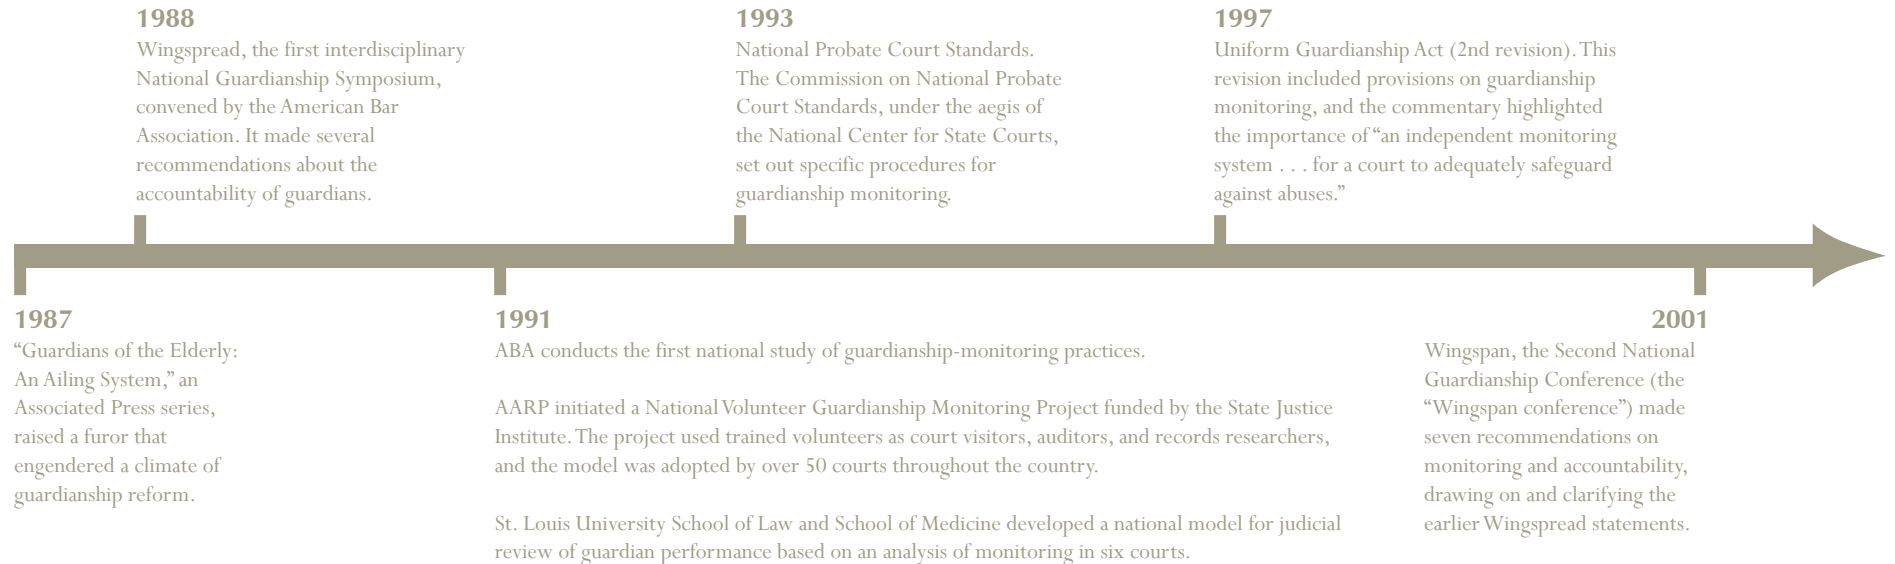 1988
Wingspread, the first interdisciplinary
National Guardianship Symposium,
convened by the American Bar
Association. It made several
recommendations about the
accountability of guardians.
1993
National Probate Court Standards.
The Commission on National Probate
Court Standards, under the aegis of
the National Center for State Courts,
set out specific procedures for
guardianship monitoring.
1997
Uniform Guardianship Act (2nd revision). This
revision included provisions on guardianship
monitoring, and the commentary highlighted
the importance of “an independent monitoring
system . . . for a court to adequately safeguard
against abuses.”
1987
“Guardians of the Elderly:
An Ailing System,” an
Associated Press series,
raised a furor that
engendered a climate of
guardianship reform.
1991
ABA conducts the first national study of guardianship-monitoring practices.
AARP initiated a National Volunteer Guardianship Monitoring Project funded by the State Justice
Institute. The project used trained volunteers as court visitors, auditors, and records researchers,
and the model was adopted by over 50 courts throughout the country.
St. Louis University School of Law and School of Medicine developed a national model for judicial
review of guardian performance based on an analysis of monitoring in six courts.
2001
Wingspan, the Second National
Guardianship Conference (the
“Wingspan conference”) made
seven recommendations on
monitoring and accountability,
drawing on and clarifying the
earlier Wingspread statements.